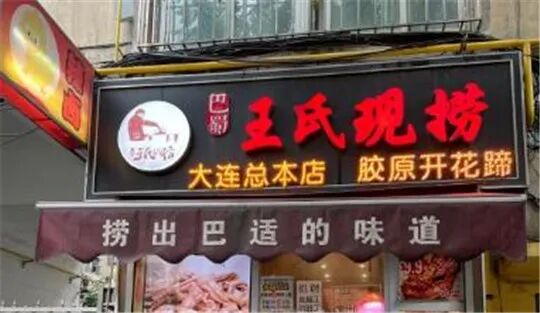 巴蜀
王氏现捞
大连总本店 胶原开花蹄
捞出巴适的味道